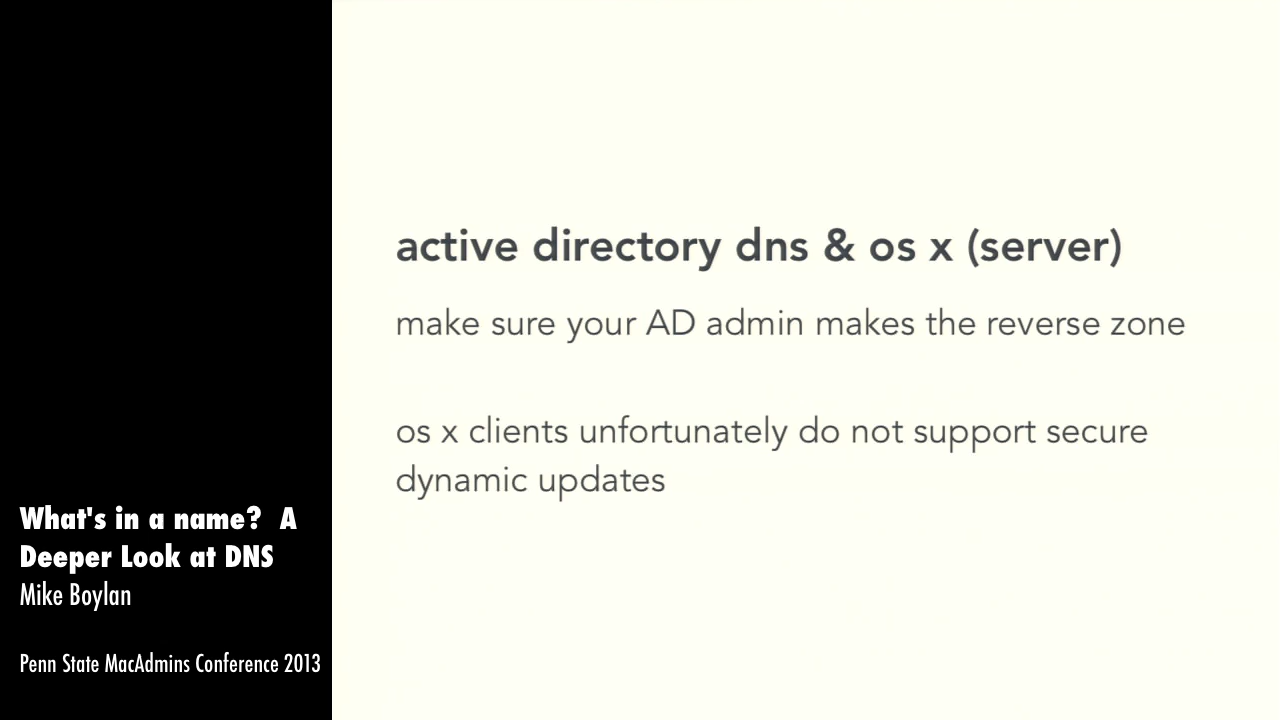 active directory dns & os x (server)
make sure your AD admin makes the reverse zone
os x clients unfortunately do not support secure
dynamic updates
What's in a name?  A
Deeper Look at DNS
Mike Boylan
Penn State MacAdmins Conference 2013